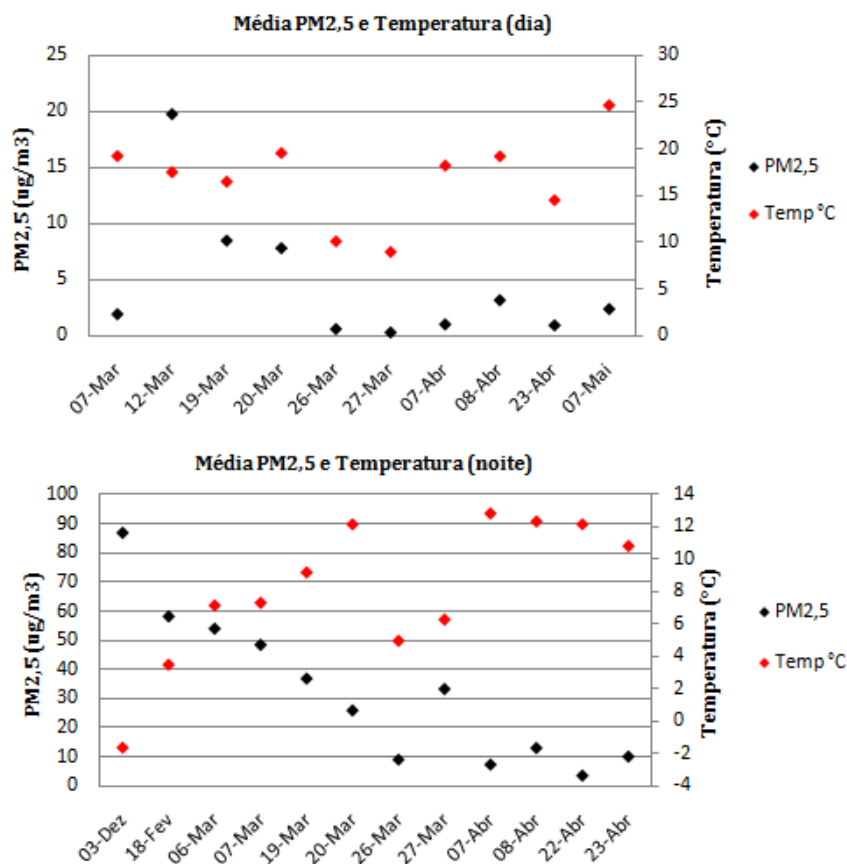 Média PM2,5 e Temperatura (dia)
25
20
15
10
5
0
PM2,5 (ug/m3)
30
25
20
15
10
5
0
Temperatura (°C)
PM2,5
Temp ºC
07-Mar
12-Mar
19-Mar
20-Mar
26-Mar
27-Mar
07-Abr
08-Abr
23-Abr
07-Mai
Média PM2,5 e Temperatura (noite)
100
90
80
70
60
50
40
30
20
10
0
PM2,5 (ug/m3)
14
12
10
8
6
4
2
0
-2
-4
Temperatura (°C)
PM2,5
Temp ºC
03-Dez
18-Fev
06-Mar
07-Mar
19-Mar
20-Mar
26-Mar
27-Mar
07-Abr
08-Abr
22-Abr
23-Abr